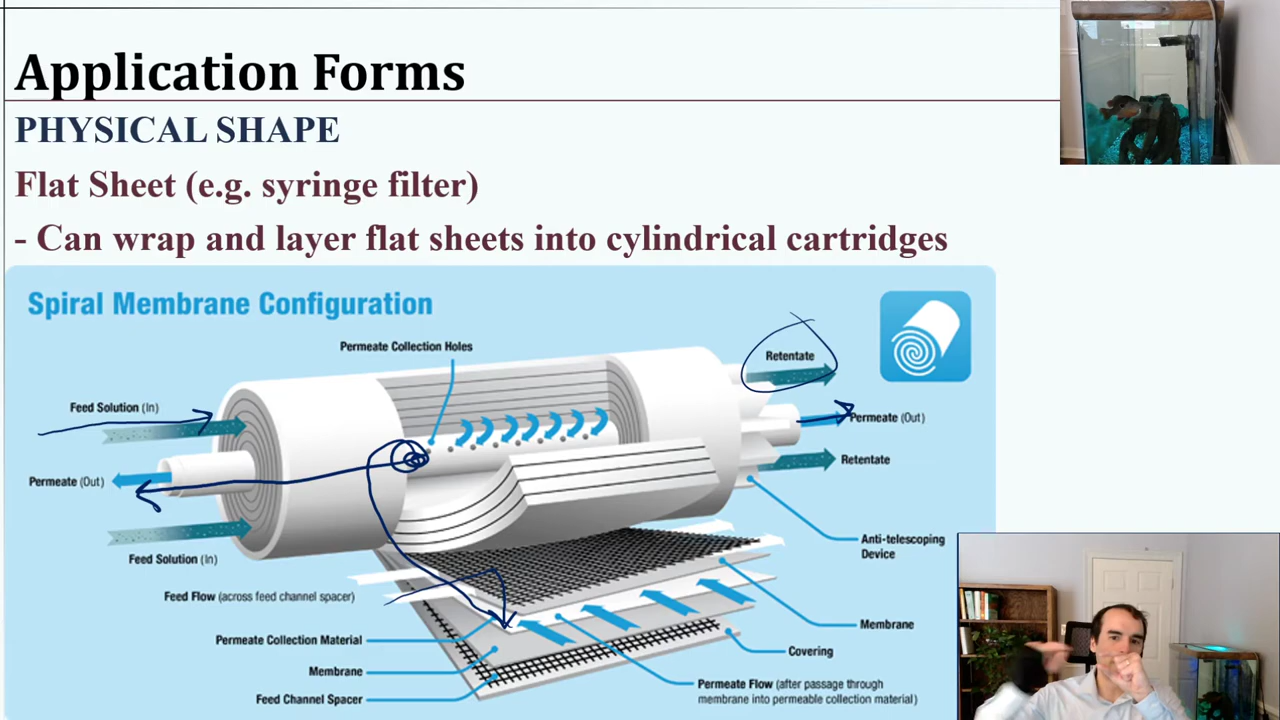 Application Forms
PHYSICAL SHAPE
Flat Sheet (e.g. syringe filter)
- Can wrap and layer flat sheets into cylindrical cartridges
Spiral Membrane Configuration
Permeate Collection Holes
Retentate
Feed Solution (In)
Permeate (Out)
Permeate (Out)
Retentate
Feed Solution (In)
Anti-telescoping
Device
Feed Flow (across feed channel spacer)
Membrane
Permeate Collection Material
Covering
Membrane
Permeate Flow (after passage through
membrane into permeable collection material)
Feed Channel Spacer